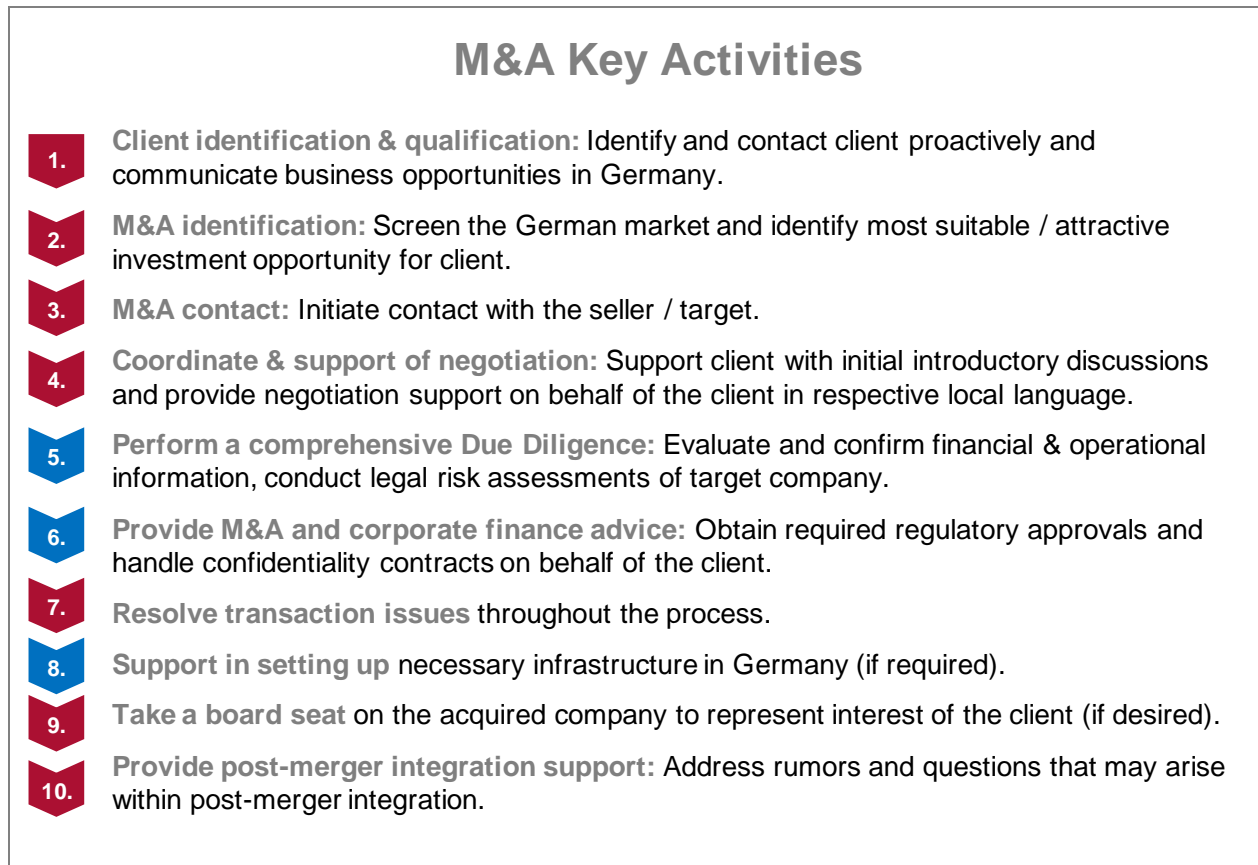 M&A Key Activities
1. Client identification & qualification: Identify and contact client proactively and
communicate business opportunities in Germany.
2. M&A identification: Screen the German market and identify most suitable / attractive
investment opportunity for client.
3. M&A contact: Initiate contact with the seller / target.
4. Coordinate & support of negotiation: Support client with initial introductory discussions
and provide negotiation support on behalf of the client in respective local language.
5. Perform a comprehensive Due Diligence: Evaluate and confirm financial & operational
information, conduct legal risk assessments of target company.
6. Provide M&A and corporate finance advice: Obtain required regulatory approvals and
handle confidentiality contracts on behalf of the client.
7. Resolve transaction issues throughout the process.
8. Support in setting up necessary infrastructure in Germany (if required).
9. Take a board seat on the acquired company to represent interest of the client (if desired).
10. Provide post-merger integration support: Address rumors and questions that may arise
within post-merger integration.